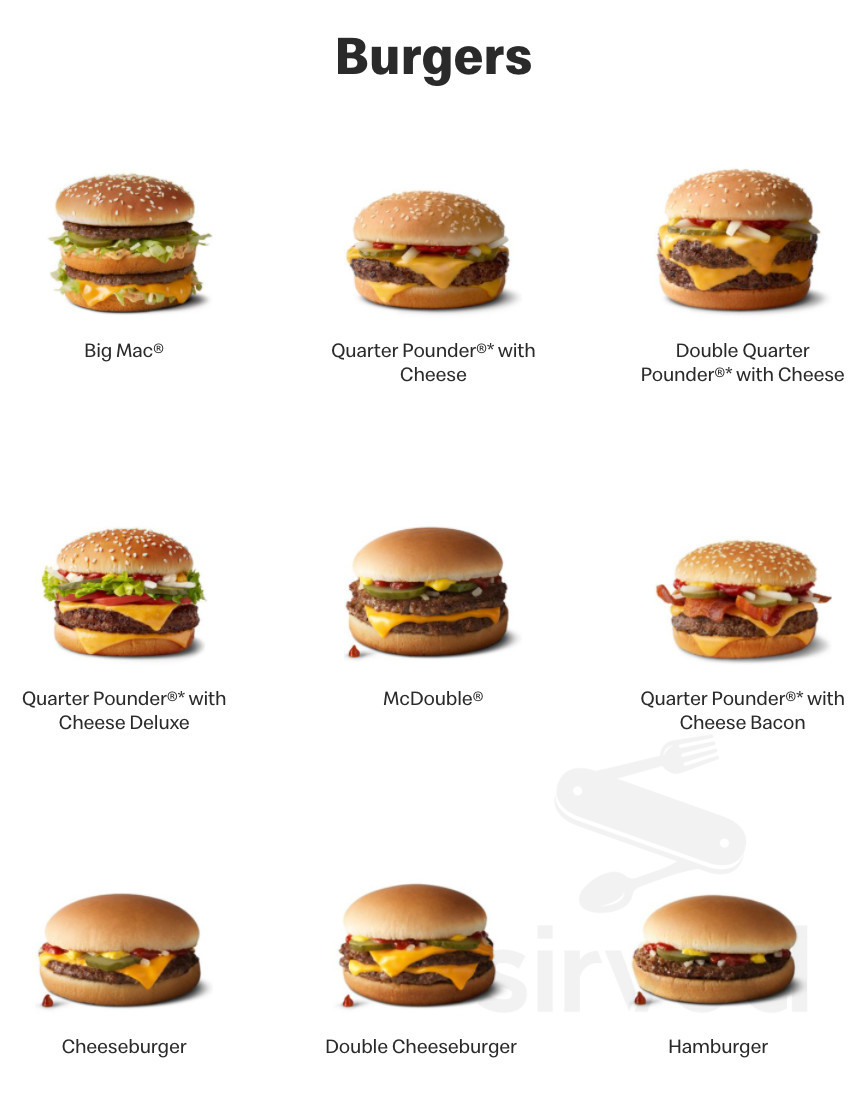 Burgers
Big Mac®
Quarter Pounder®* with
Cheese
Double Quarter
Pounder®* with Cheese
Quarter Pounder®* with
Cheese Deluxe
McDouble®
Quarter Pounder®* with
Cheese Bacon
sirved
Cheeseburger
Double Cheeseburger
Hamburger